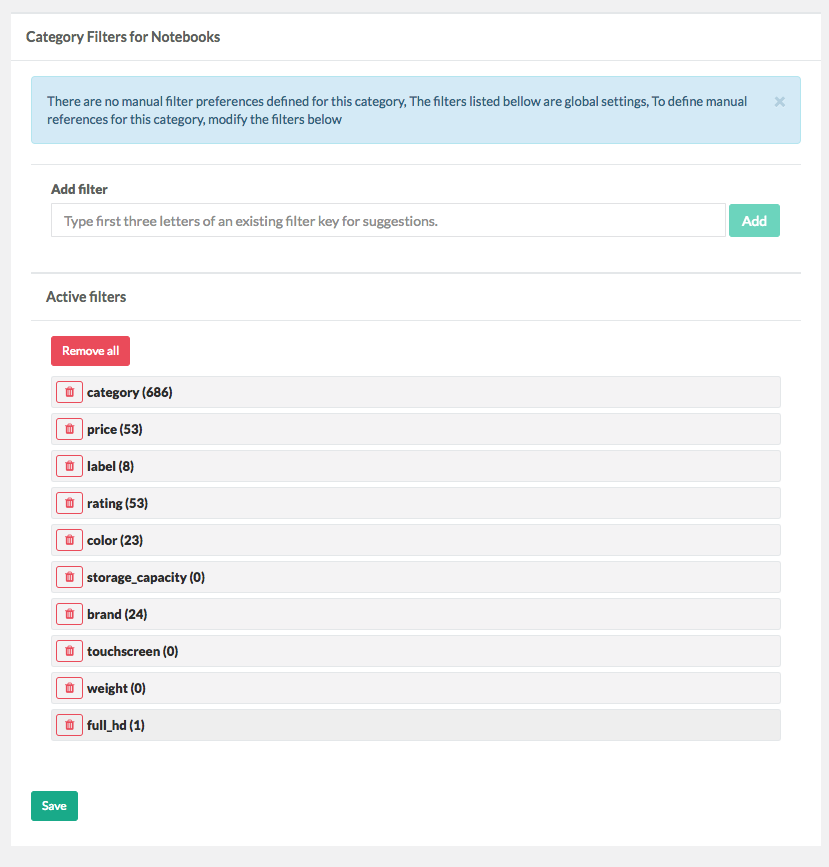 Category Filters for Notebooks
There are no manual filter preferences defined for this category, The filters listed bellow are global settings, To define manual
references for this category, modify the filters below
×
Add filter
Type first three letters of an existing filter key for suggestions.
Add
Active filters
Remove all
category (686)
price (53)
label (8)
rating (53)
color (23)
storage_capacity (0)
brand (24)
touchscreen (0)
weight (0)
full_hd (1)
Save